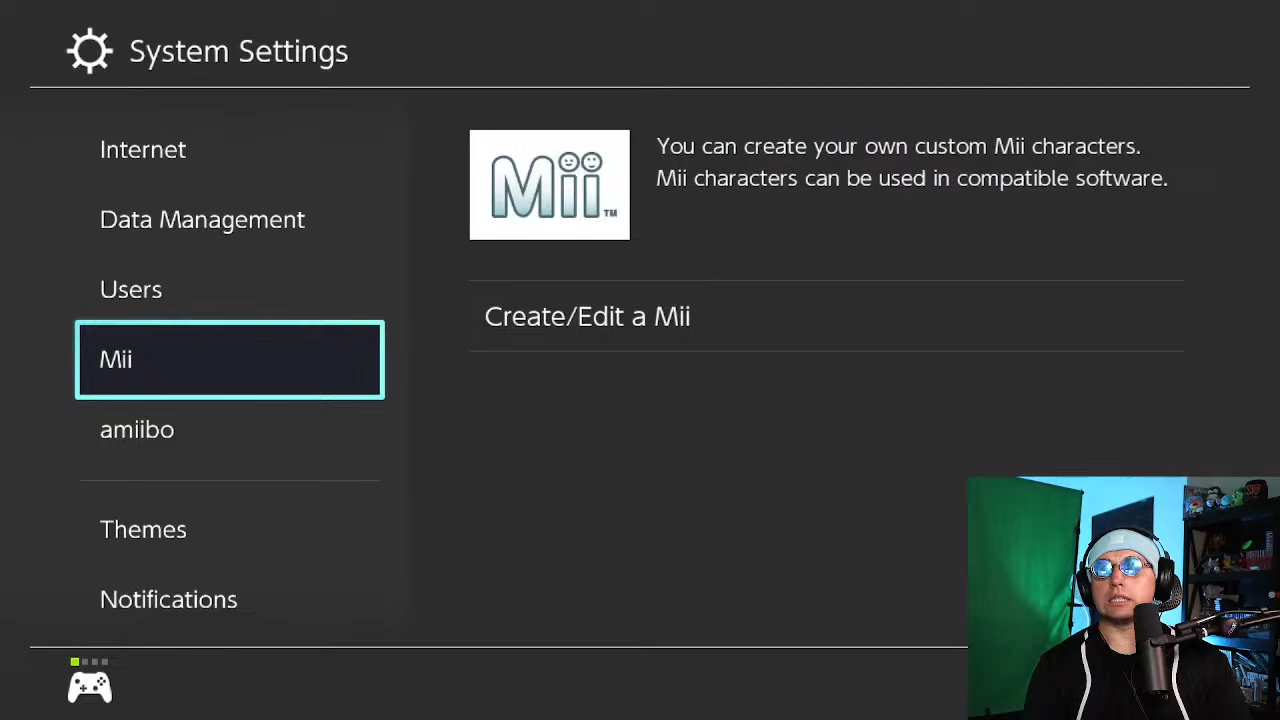 System Settings
Internet
Data Management
Users
Mii
amiibo
Themes
Notifications
Mii™
You can create your own custom Mii characters.
Mii characters can be used in compatible software.
Create/Edit a Mii